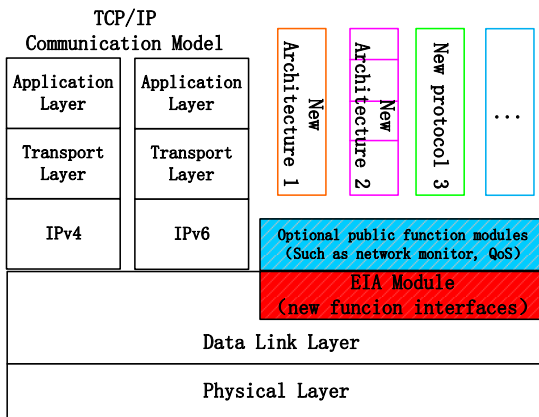 TCP/IP
Communication Model
Application
Layer
Application
Layer
Transport
Layer
Transport
Layer
IPv4
IPv6
New
Architecture 1
New
Architecture 2
New protocol 3
...
Optional public function modules
(Such as network monitor, QoS)
EIA Module
(new funcion interfaces)
Data Link Layer
Physical Layer